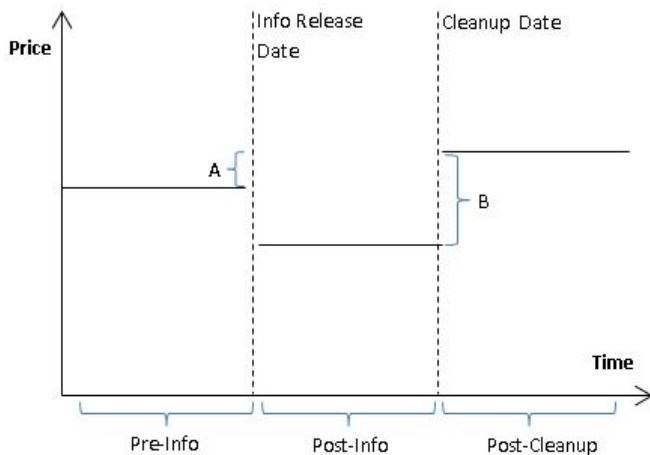 Info Release
Date
Cleanup Date
Price
A
B
Time
Pre-Info
Post-Info
Post-Cleanup